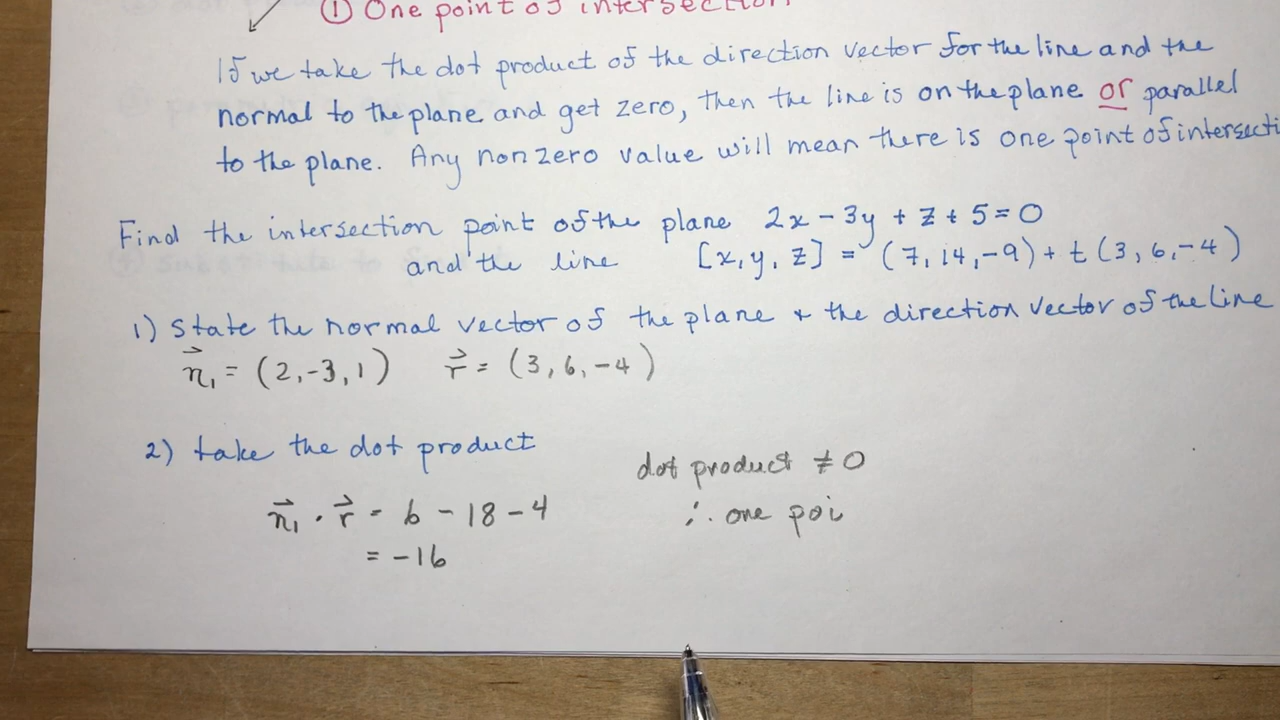 ① One point of intersection
If we take the dot product of the direction vector for the line and the
normal to the plane and get zero, then the line is on the plane or parallel
to the plane. Any nonzero value will mean there is one point of intersecti
Find the intersection point of the plane 2x - 3y + z + 5 = 0
and the line [x, y, z] = (7, 14, -9) + t (3, 6, -4)
1) state the normal vector of the plane + the direction vector of the line
n⃗₁ = (2, -3, 1) r⃗ = (3, 6, -4)
2) take the dot product
dot product ≠ 0
n⃗₁ · r⃗ = 6 - 18 - 4
∴ one poi
= -16